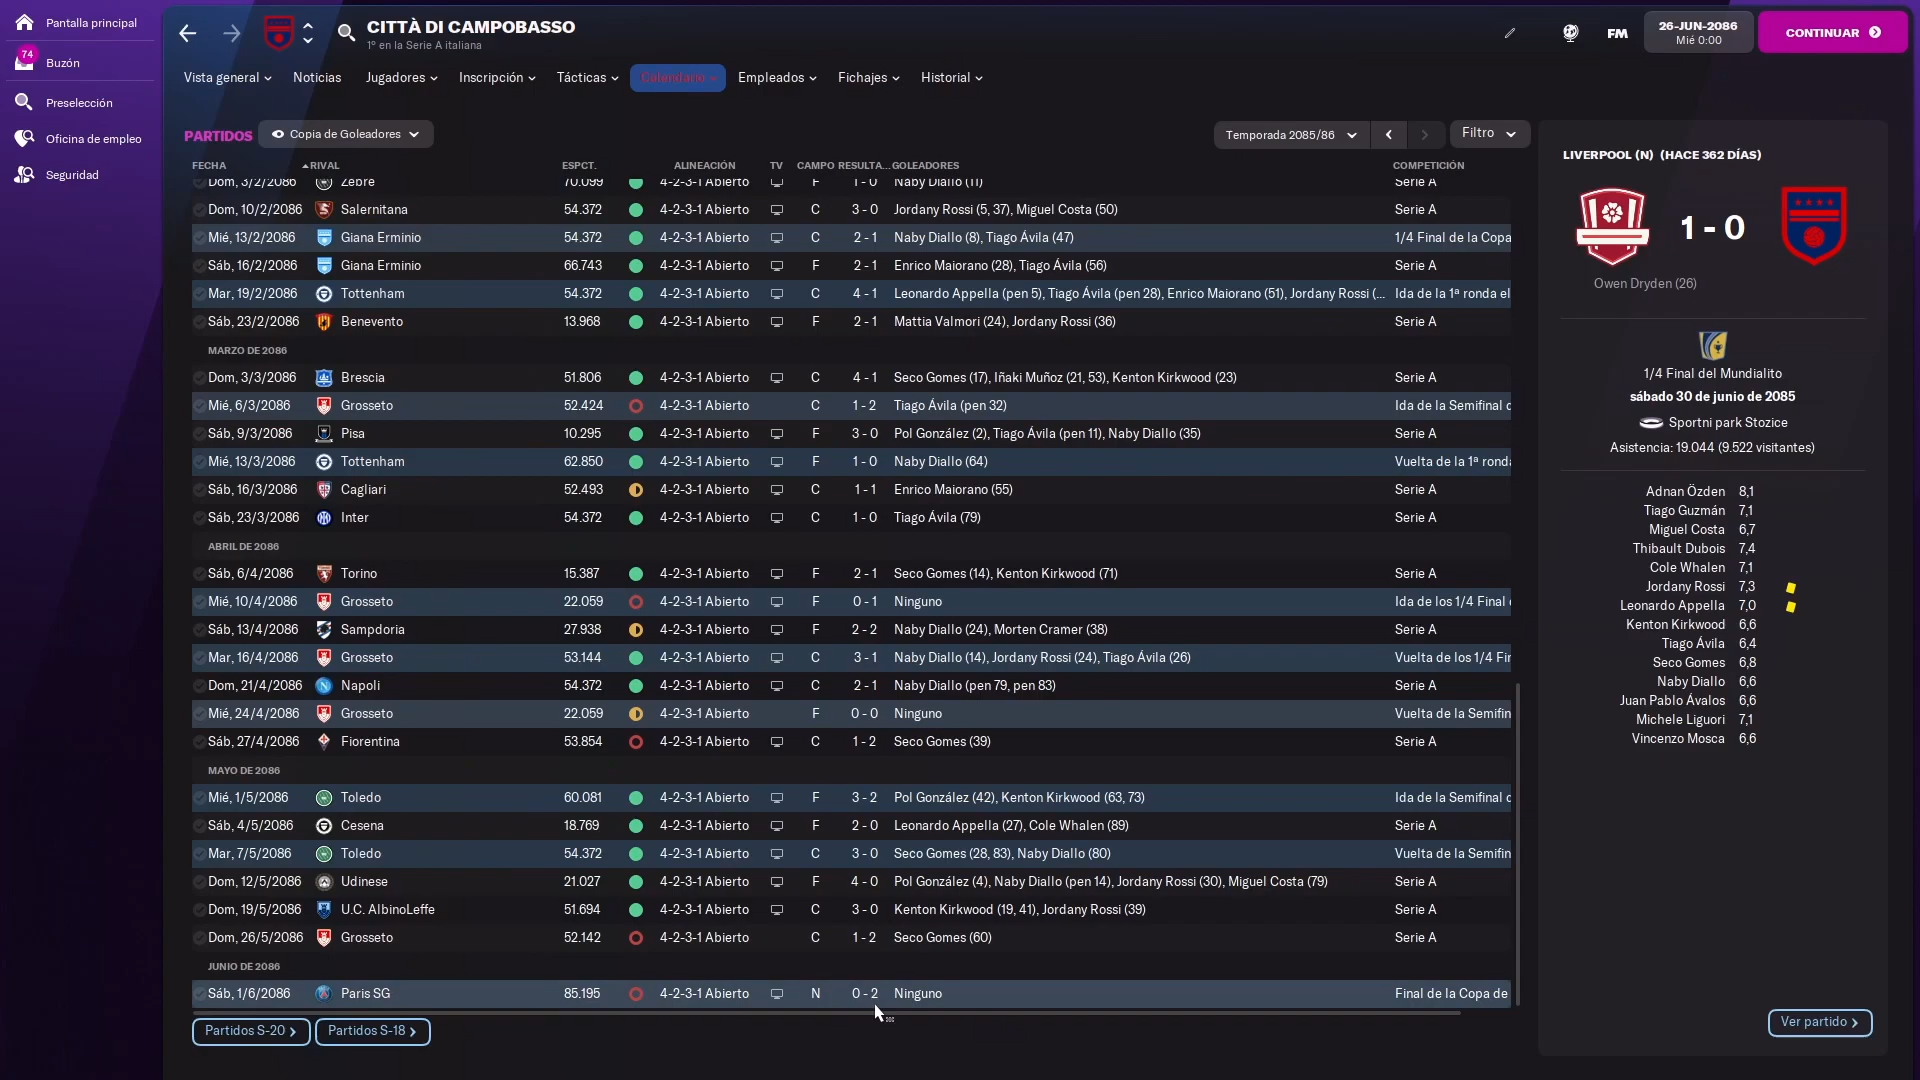 Pantalla principal
74
Buzón
Preselección
Oficina de empleo
Seguridad
CITTÀ DI CAMPOBASSO
1º en la Serie A italiana
FM
26-JUN-2086
Mié 0:00
CONTINUAR
Vista general
Noticias
Jugadores
Inscripción
Tácticas
Calendario
Empleados
Fichajes
Historial
PARTIDOS
Copia de Goleadores
Temporada 2085/86
Filtro
FECHA RIVAL ESPCT. ALINEACIÓN TV CAMPO RESULTA... GOLEADORES COMPETICIÓN
Dom, 3/2/2086 Zebre 70.099 4-2-3-1 Abierto F 1 - 0 Naby Diallo (11) Serie A
Dom, 10/2/2086 Salernitana 54.372 4-2-3-1 Abierto C 3 - 0 Jordany Rossi (5, 37), Miguel Costa (50) Serie A
Mié, 13/2/2086 Giana Erminio 54.372 4-2-3-1 Abierto C 2 - 1 Naby Diallo (8), Tiago Ávila (47) 1/4 Final de la Copa
Sáb, 16/2/2086 Giana Erminio 66.743 4-2-3-1 Abierto F 2 - 1 Enrico Maiorano (28), Tiago Ávila (56) Serie A
Mar, 19/2/2086 Tottenham 54.372 4-2-3-1 Abierto C 4 - 1 Leonardo Appella (pen 5), Tiago Ávila (pen 28), Enrico Maiorano (51), Jordany Rossi (... Ida de la 1ª ronda el
Sáb, 23/2/2086 Benevento 13.968 4-2-3-1 Abierto F 2 - 1 Mattia Valmori (24), Jordany Rossi (36) Serie A
MARZO DE 2086
Dom, 3/3/2086 Brescia 51.806 4-2-3-1 Abierto C 4 - 1 Seco Gomes (17), Iñaki Muñoz (21, 53), Kenton Kirkwood (23) Serie A
Mié, 6/3/2086 Grosseto 52.424 4-2-3-1 Abierto C 1 - 2 Tiago Ávila (pen 32) Ida de la Semifinal
Sáb, 9/3/2086 Pisa 10.295 4-2-3-1 Abierto F 3 - 0 Pol González (2), Tiago Ávila (pen 11), Naby Diallo (35) Serie A
Mié, 13/3/2086 Tottenham 62.850 4-2-3-1 Abierto F 1 - 0 Naby Diallo (64) Vuelta de la 1ª ronda
Sáb, 16/3/2086 Cagliari 52.493 4-2-3-1 Abierto C 1 - 1 Enrico Maiorano (55) Serie A
Sáb, 23/3/2086 Inter 54.372 4-2-3-1 Abierto C 1 - 0 Tiago Ávila (79) Serie A
ABRIL DE 2086
Sáb, 6/4/2086 Torino 15.387 4-2-3-1 Abierto F 2 - 1 Seco Gomes (14), Kenton Kirkwood (71) Serie A
Mié, 10/4/2086 Grosseto 22.059 4-2-3-1 Abierto F 0 - 1 Ninguno Ida de los 1/4 Final
Sáb, 13/4/2086 Sampdoria 27.938 4-2-3-1 Abierto F 2 - 2 Naby Diallo (24), Morten Cramer (38) Serie A
Mar, 16/4/2086 Grosseto 53.144 4-2-3-1 Abierto C 3 - 1 Naby Diallo (14), Jordany Rossi (24), Tiago Ávila (26) Vuelta de los 1/4 Fir
Dom, 21/4/2086 Napoli 54.372 4-2-3-1 Abierto C 2 - 1 Naby Diallo (pen 79, pen 83) Serie A
Mié, 24/4/2086 Grosseto 22.059 4-2-3-1 Abierto F 0 - 0 Ninguno Vuelta de la Semifin
Sáb, 27/4/2086 Fiorentina 53.854 4-2-3-1 Abierto C 1 - 2 Seco Gomes (39) Serie A
MAYO DE 2086
Mié, 1/5/2086 Toledo 60.081 4-2-3-1 Abierto F 3 - 2 Pol González (42), Kenton Kirkwood (63, 73) Ida de la Semifinal
Sáb, 4/5/2086 Cesena 18.769 4-2-3-1 Abierto F 2 - 0 Leonardo Appella (27), Cole Whalen (89) Serie A
Mar, 7/5/2086 Toledo 54.372 4-2-3-1 Abierto C 3 - 0 Seco Gomes (28, 83), Naby Diallo (80) Vuelta de la Semifin
Dom, 12/5/2086 Udinese 21.027 4-2-3-1 Abierto F 4 - 0 Pol González (4), Naby Diallo (pen 14), Jordany Rossi (30), Miguel Costa (79) Serie A
Dom, 19/5/2086 U.C. AlbinoLeffe 51.694 4-2-3-1 Abierto C 3 - 0 Kenton Kirkwood (19, 41), Jordany Rossi (39) Serie A
Dom, 26/5/2086 Grosseto 52.142 4-2-3-1 Abierto C 1 - 2 Seco Gomes (60) Serie A
JUNIO DE 2086
Sáb, 1/6/2086 Paris SG 85.195 4-2-3-1 Abierto N 0 - 2 Ninguno Final de la Copa de
Partidos S-20
Partidos S-18
LIVERPOOL (N) (HACE 362 DÍAS)
1 - 0
Owen Dryden (26)
1/4 Final del Mundialito
sábado 30 de junio de 2085
Sportni park Stozice
Asistencia: 19.044 (9.522 visitantes)
Adnan Özden 8,1
Tiago Guzmán 7,1
Miguel Costa 6,7
Thibault Dubois 7,4
Cole Whalen 7,1
Jordany Rossi 7,3
Leonardo Appella 7,0
Kenton Kirkwood 6,6
Tiago Ávila 6,4
Seco Gomes 6,8
Naby Diallo 6,6
Juan Pablo Ávalos 6,6
Michele Liguori 7,1
Vincenzo Mosca 6,6
Ver partido